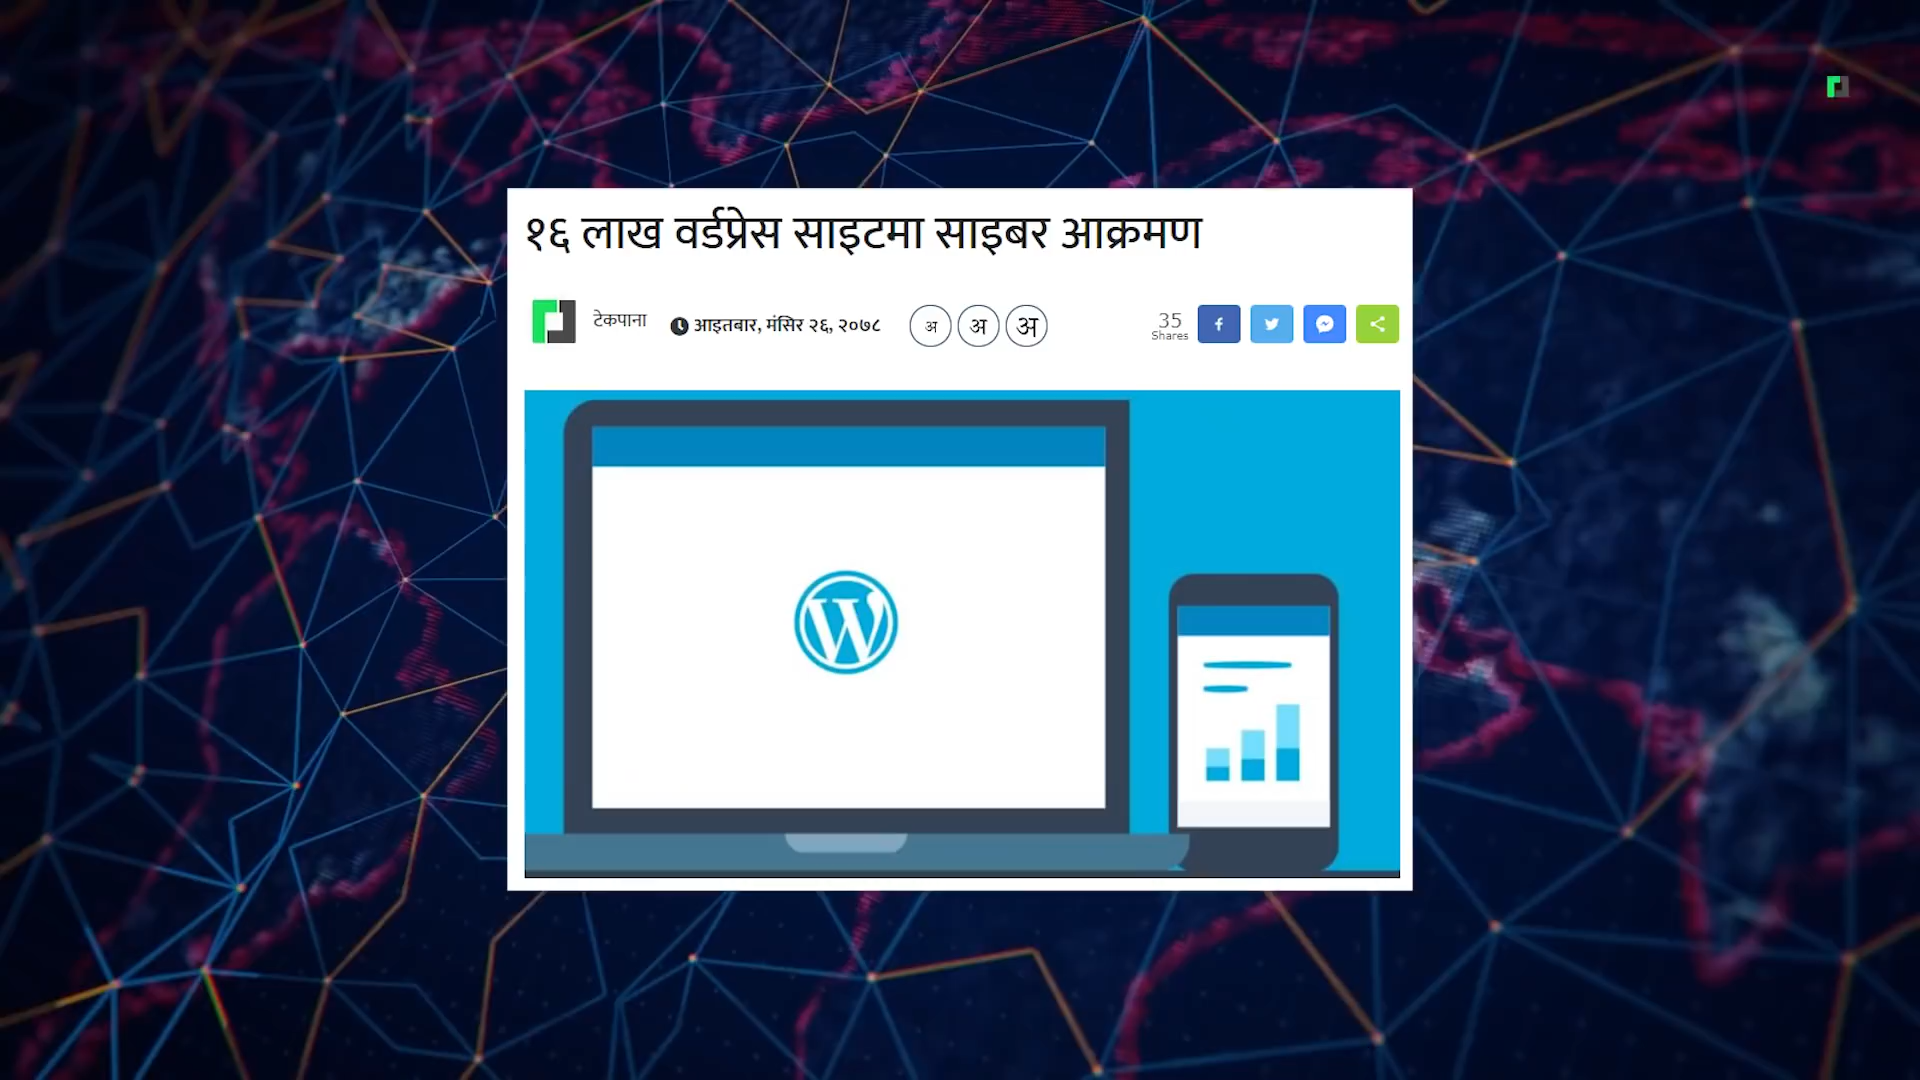 १६ लाख वर्डप्रेस साइटमा साइबर आक्रमण
टेकपाना आइतबार, मंसिर २६, २०७८ अ अ अ 35 Shares